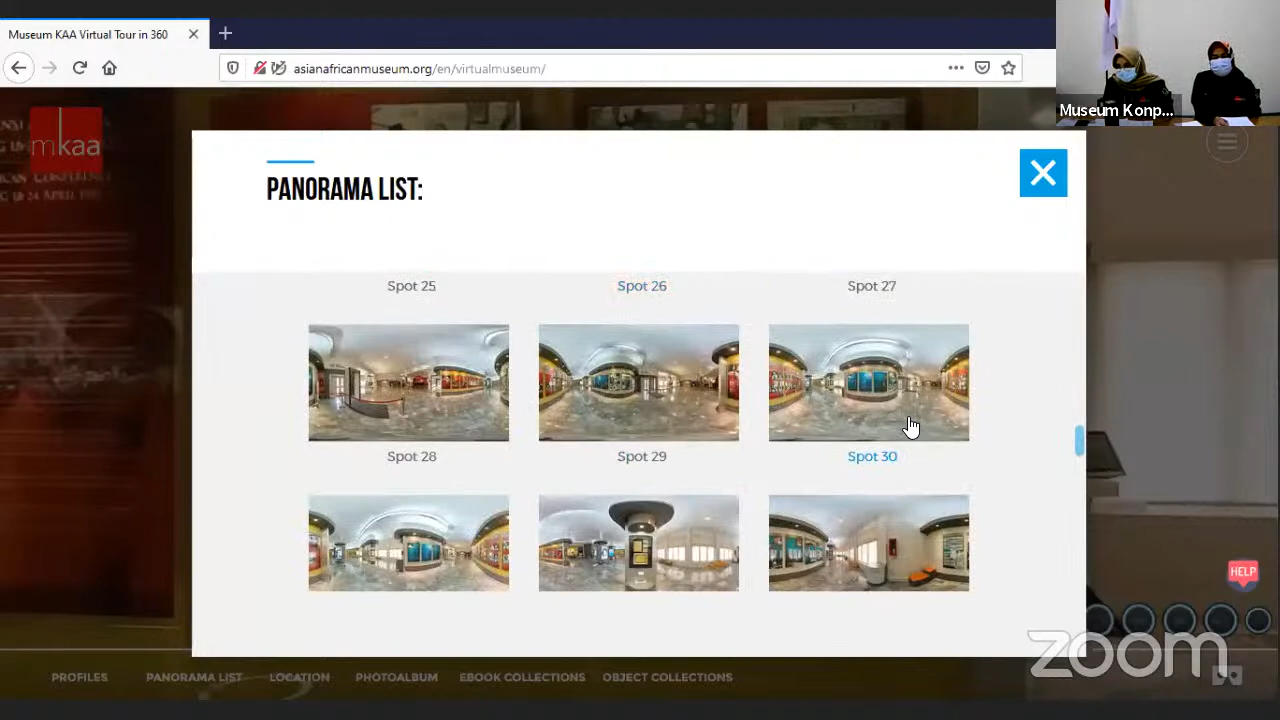 Museum KAA Virtual Tour in 360
asianafricanmuseum.org/en/virtualmuseum/
Museum Konp...
mkaa
PANORAMA LIST:
Spot 25
Spot 26
Spot 27
Spot 28
Spot 29
Spot 30
HELP
zoom
PROFILES
PANORAMA LIST
LOCATION
PHOTOALBUM
EBOOK COLLECTIONS
OBJECT COLLECTIONS